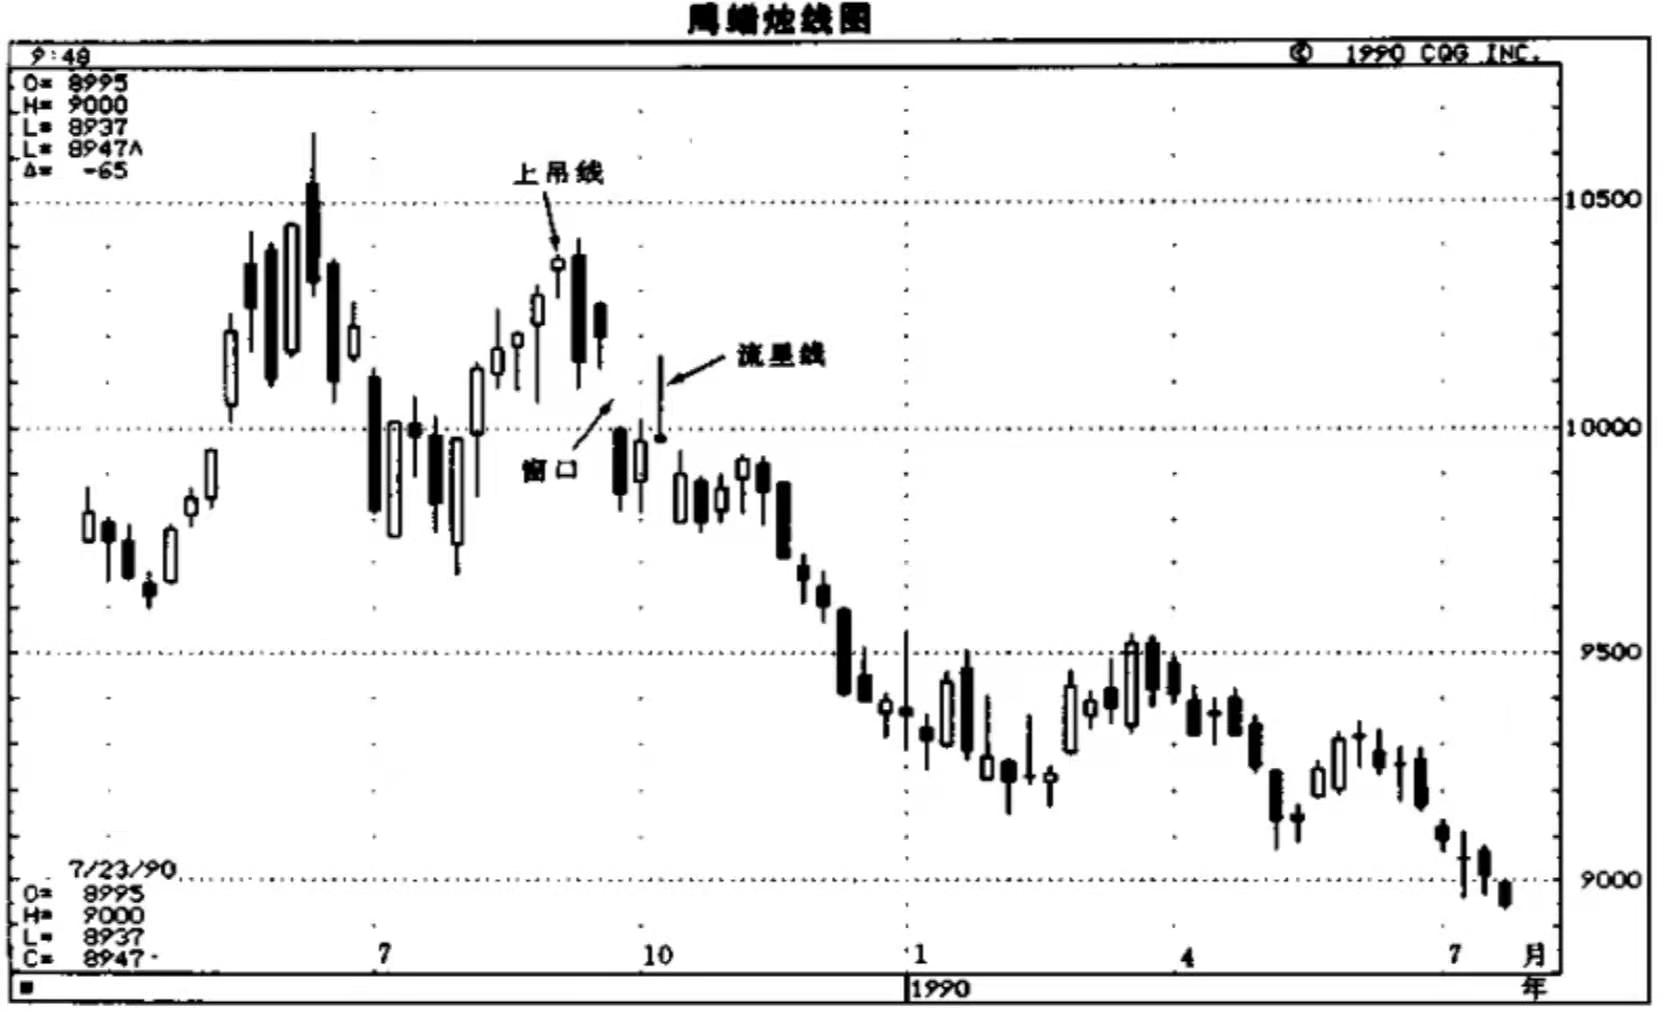 周蜡烛线图
9:48
© 1990 CQG INC.
O= 8995
H= 9000
L= 8937
L= 8947^
Δ= -65
上吊线
10500
流星线
10000
窗口
9500
7/23/90
9000
O= 8995
H= 9000
L= 8937
C= 8947
7 10 1 4 7 月
1990 年